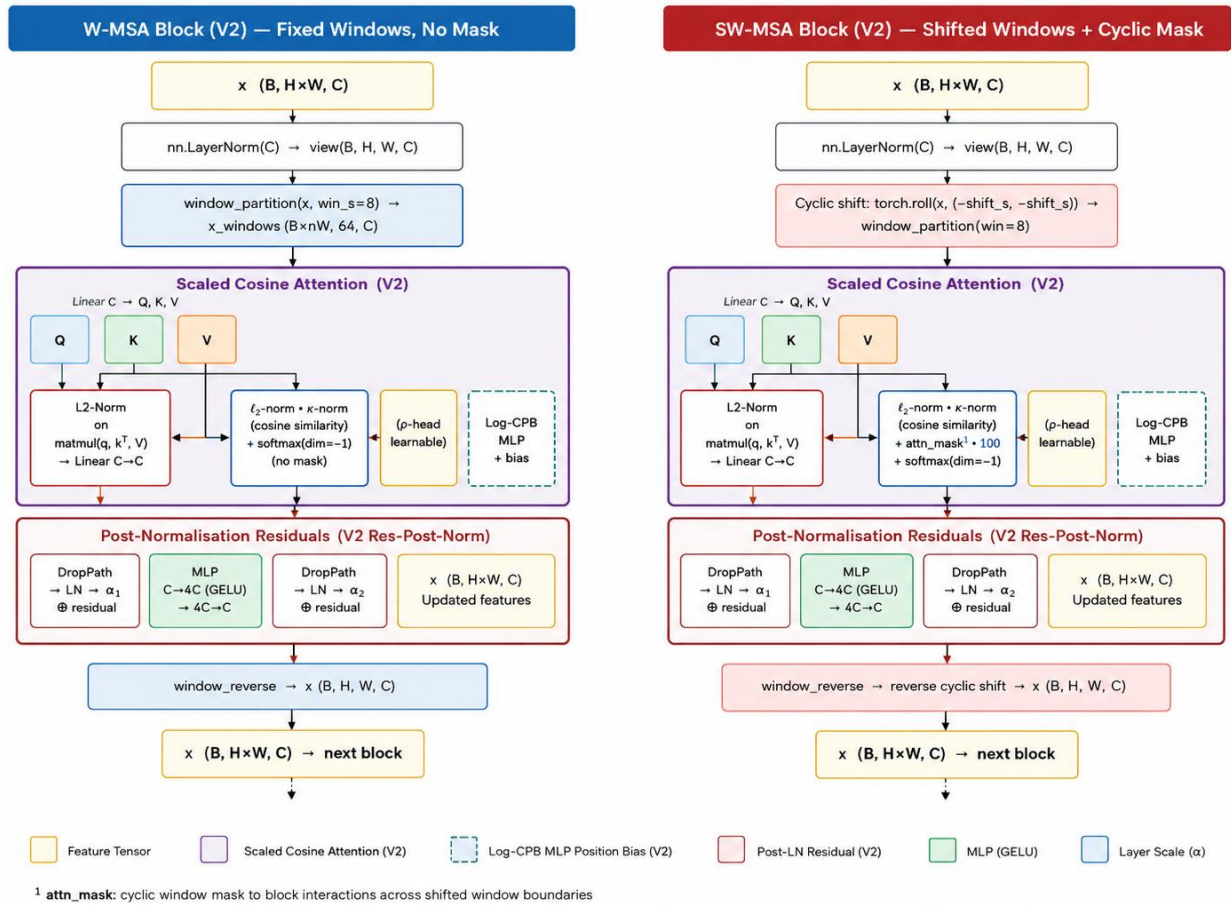 W-MSA Block (V2) — Fixed Windows, No Mask
x (B, H×W, C)
nn.LayerNorm(C) → view(B, H, W, C)
window_partition(x, win_s=8) →
x_windows (B×nW, 64, C)
Scaled Cosine Attention (V2)
Linear C → Q, K, V
Q
K
V
L2-Norm
on
matmul(q, kᵀ, V)
→ Linear C→C
ℓ₂-norm • κ-norm
(cosine similarity)
+ softmax(dim=−1)
(no mask)
(ρ-head
learnable)
Log-CPB
MLP
+ bias
Post-Normalisation Residuals (V2 Res-Post-Norm)
DropPath
→ LN → α₁
⊕ residual
MLP
C→4C (GELU)
→ 4C→C
DropPath
→ LN → α₂
⊕ residual
x (B, H×W, C)
Updated features
window_reverse → x (B, H, W, C)
x (B, H×W, C) → next block
SW-MSA Block (V2) — Shifted Windows + Cyclic Mask
x (B, H×W, C)
nn.LayerNorm(C) → view(B, H, W, C)
Cyclic shift: torch.roll(x, (−shift_s, −shift_s)) →
window_partition(win=8)
Scaled Cosine Attention (V2)
Linear C → Q, K, V
Q
K
V
L2-Norm
on
matmul(q, kᵀ, V)
→ Linear C→C
ℓ₂-norm • κ-norm
(cosine similarity)
+ attn_mask¹ • 100
+ softmax(dim=−1)
(ρ-head
learnable)
Log-CPB
MLP
+ bias
Post-Normalisation Residuals (V2 Res-Post-Norm)
DropPath
→ LN → α₁
⊕ residual
MLP
C→4C (GELU)
→ 4C→C
DropPath
→ LN → α₂
⊕ residual
x (B, H×W, C)
Updated features
window_reverse → reverse cyclic shift → x (B, H, W, C)
x (B, H×W, C) → next block
Feature Tensor
Scaled Cosine Attention (V2)
Log-CPB MLP Position Bias (V2)
Post-LN Residual (V2)
MLP (GELU)
Layer Scale (α)
¹ attn_mask: cyclic window mask to block interactions across shifted window boundaries